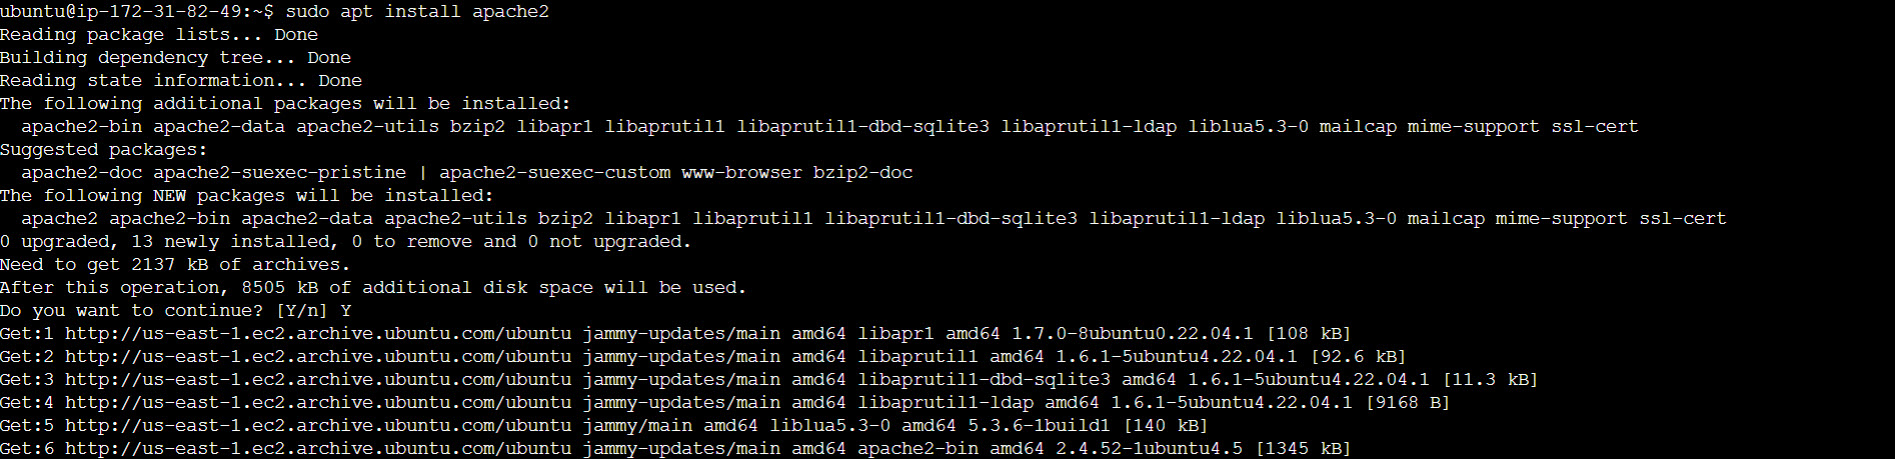 ubuntu@ip-172-31-82-49:~$ sudo apt install apache2
Reading package lists... Done
Building dependency tree... Done
Reading state information... Done
The following additional packages will be installed:
  apache2-bin apache2-data apache2-utils bzip2 libapr1 libaprutil1 libaprutil1-dbd-sqlite3 libaprutil1-ldap liblua5.3-0 mailcap mime-support ssl-cert
Suggested packages:
  apache2-doc apache2-suexec-pristine | apache2-suexec-custom www-browser bzip2-doc
The following NEW packages will be installed:
  apache2 apache2-bin apache2-data apache2-utils bzip2 libapr1 libaprutil1 libaprutil1-dbd-sqlite3 libaprutil1-ldap liblua5.3-0 mailcap mime-support ssl-cert
0 upgraded, 13 newly installed, 0 to remove and 0 not upgraded.
Need to get 2137 kB of archives.
After this operation, 8505 kB of additional disk space will be used.
Do you want to continue? [Y/n] Y
Get:1 http://us-east-1.ec2.archive.ubuntu.com/ubuntu jammy-updates/main amd64 libapr1 amd64 1.7.0-8ubuntu0.22.04.1 [108 kB]
Get:2 http://us-east-1.ec2.archive.ubuntu.com/ubuntu jammy-updates/main amd64 libaprutil1 amd64 1.6.1-5ubuntu4.22.04.1 [92.6 kB]
Get:3 http://us-east-1.ec2.archive.ubuntu.com/ubuntu jammy-updates/main amd64 libaprutil1-dbd-sqlite3 amd64 1.6.1-5ubuntu4.22.04.1 [11.3 kB]
Get:4 http://us-east-1.ec2.archive.ubuntu.com/ubuntu jammy-updates/main amd64 libaprutil1-ldap amd64 1.6.1-5ubuntu4.22.04.1 [9168 B]
Get:5 http://us-east-1.ec2.archive.ubuntu.com/ubuntu jammy/main amd64 liblua5.3-0 amd64 5.3.6-1build1 [140 kB]
Get:6 http://us-east-1.ec2.archive.ubuntu.com/ubuntu jammy-updates/main amd64 apache2-bin amd64 2.4.52-1ubuntu4.5 [1345 kB]